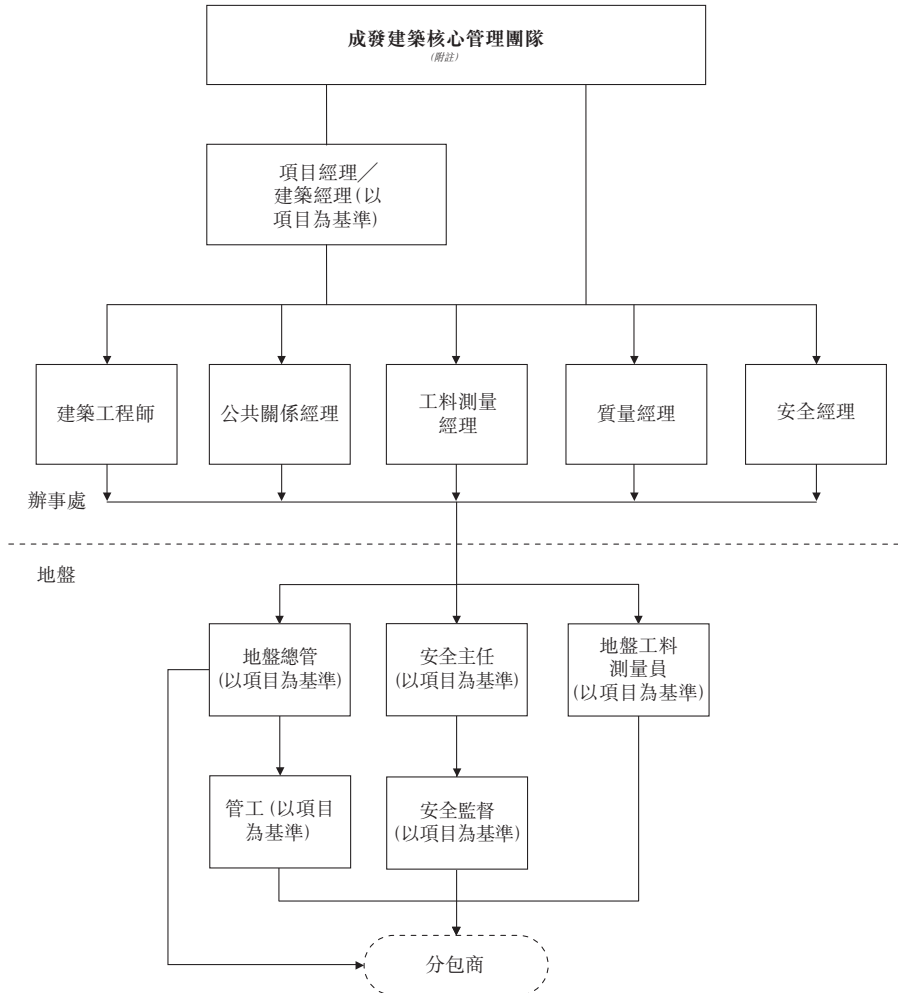 成發建築核心管理團隊
(附註)
項目經理／
建築經理(以
項目為基準)
建築工程師
公共關係經理
工料測量
經理
質量經理
安全經理
辦事處
地盤
地盤總管
(以項目為基準)
安全主任
(以項目為基準)
地盤工料
測量員
(以項目為基準)
管工(以項目
為基準)
安全監督
(以項目為基準)
分包商